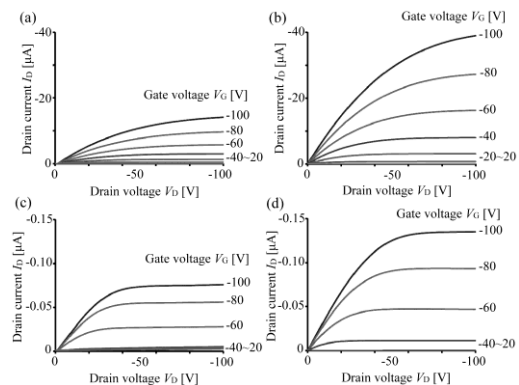 (a)
Drain current I_D [μA]
-40
-20
0
Gate voltage V_G [V]
-100
-80
-60
-40~20
0
-50
-100
Drain voltage V_D [V]
(b)
Drain current I_D [μA]
-40
-20
0
Gate voltage V_G [V]
-100
-80
-60
-40
-20~20
0
-50
-100
Drain voltage V_D [V]
(c)
Drain current I_D [μA]
-0.15
-0.10
-0.05
0
Gate voltage V_G [V]
-100
-80
-60
-40~20
0
-50
-100
Drain voltage V_D [V]
(d)
Drain current I_D [μA]
-0.15
-0.10
-0.05
0
Gate voltage V_G [V]
-100
-80
-60
-40~20
0
-50
-100
Drain voltage V_D [V]